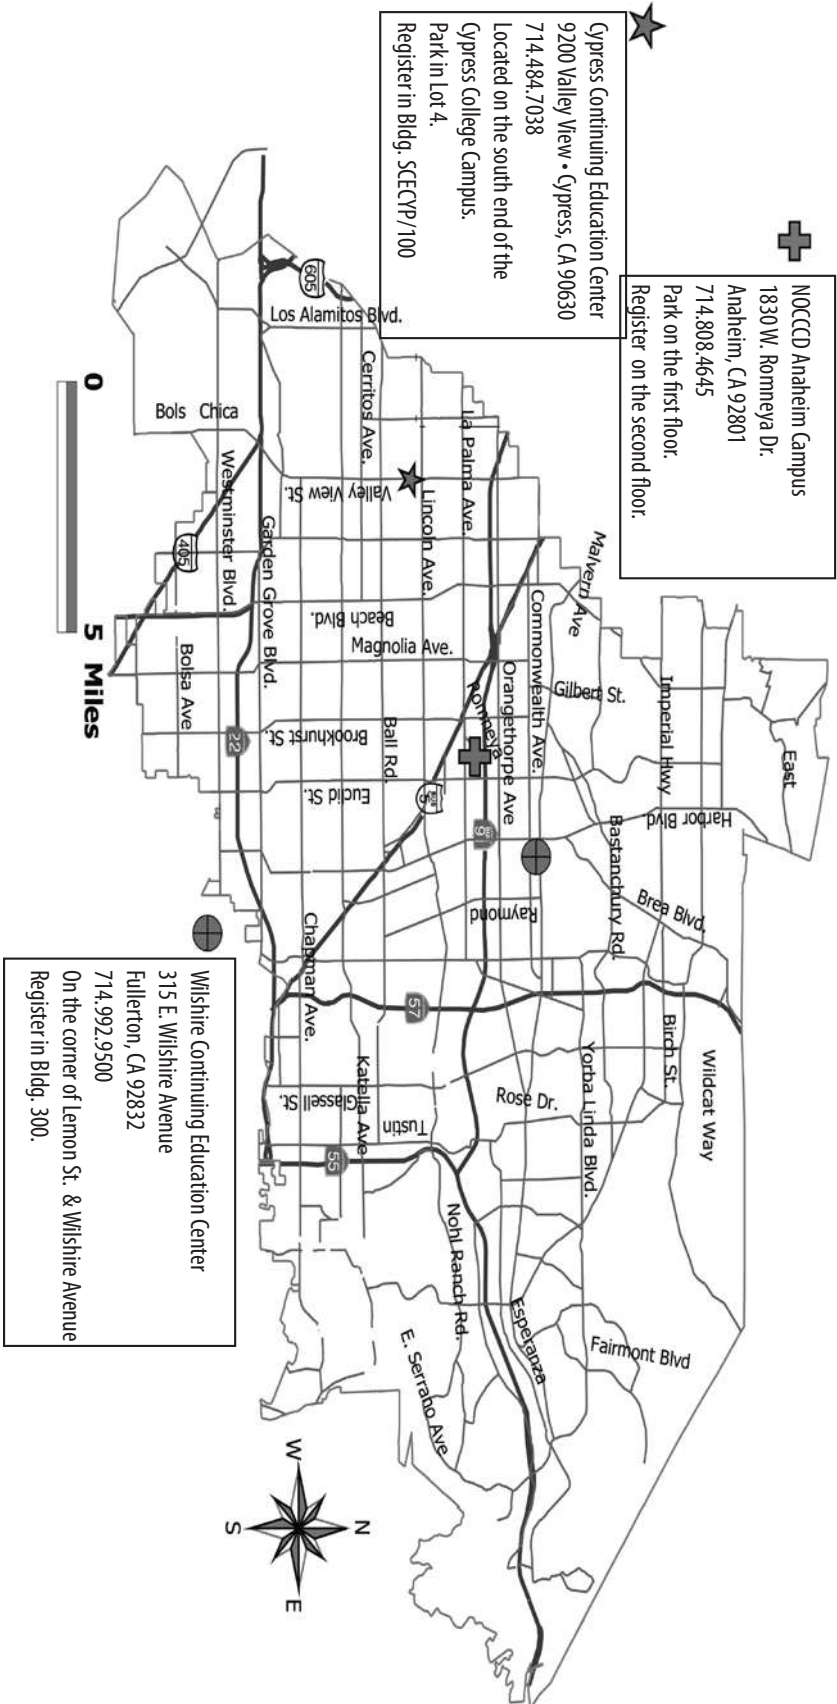 NOCCCD Anaheim Campus
1830 W. Romneya Dr.
Anaheim, CA 92801
714.808.4645
Park on the first floor.
Register on the second floor.
Cypress Continuing Education Center
9200 Valley View • Cypress, CA 90630
714.484.7038
Located on the south end of the
Cypress College Campus.
Park in Lot 4.
Register in Bldg. SCECYP/100
East
Imperial Hwy
Harbor Blvd.
Brea Blvd.
Wildcat Way
Birch St.
Malvern Ave
Gilbert St.
Bastanchury Rd.
Yorba Linda Blvd.
Fairmont Blvd
Commonwealth Ave.
Orangethorpe Ave
Rose Dr.
Esperanza
La Palma Ave.
Romneya
91
Raymond
Nohl Ranch Rd.
Lincoln Ave.
5
57
Tustin
E. Serrano Ave
Cerritos Ave.
Valley View St.
Beach Blvd.
Magnolia Ave.
Ball Rd.
Katella Ave
Los Alamitos Blvd.
605
Brookhurst St.
Euclid St.
Chapman Ave.
Glassell St.
55
Garden Grove Blvd.
22
Westminster Blvd.
Bols Chica
405
Bolsa Ave
0
5 Miles
N
W
E
S
Wilshire Continuing Education Center
315 E. Wilshire Avenue
Fullerton, CA 92832
714.992.9500
On the corner of Lemon St. & Wilshire Avenue
Register in Bldg. 300.